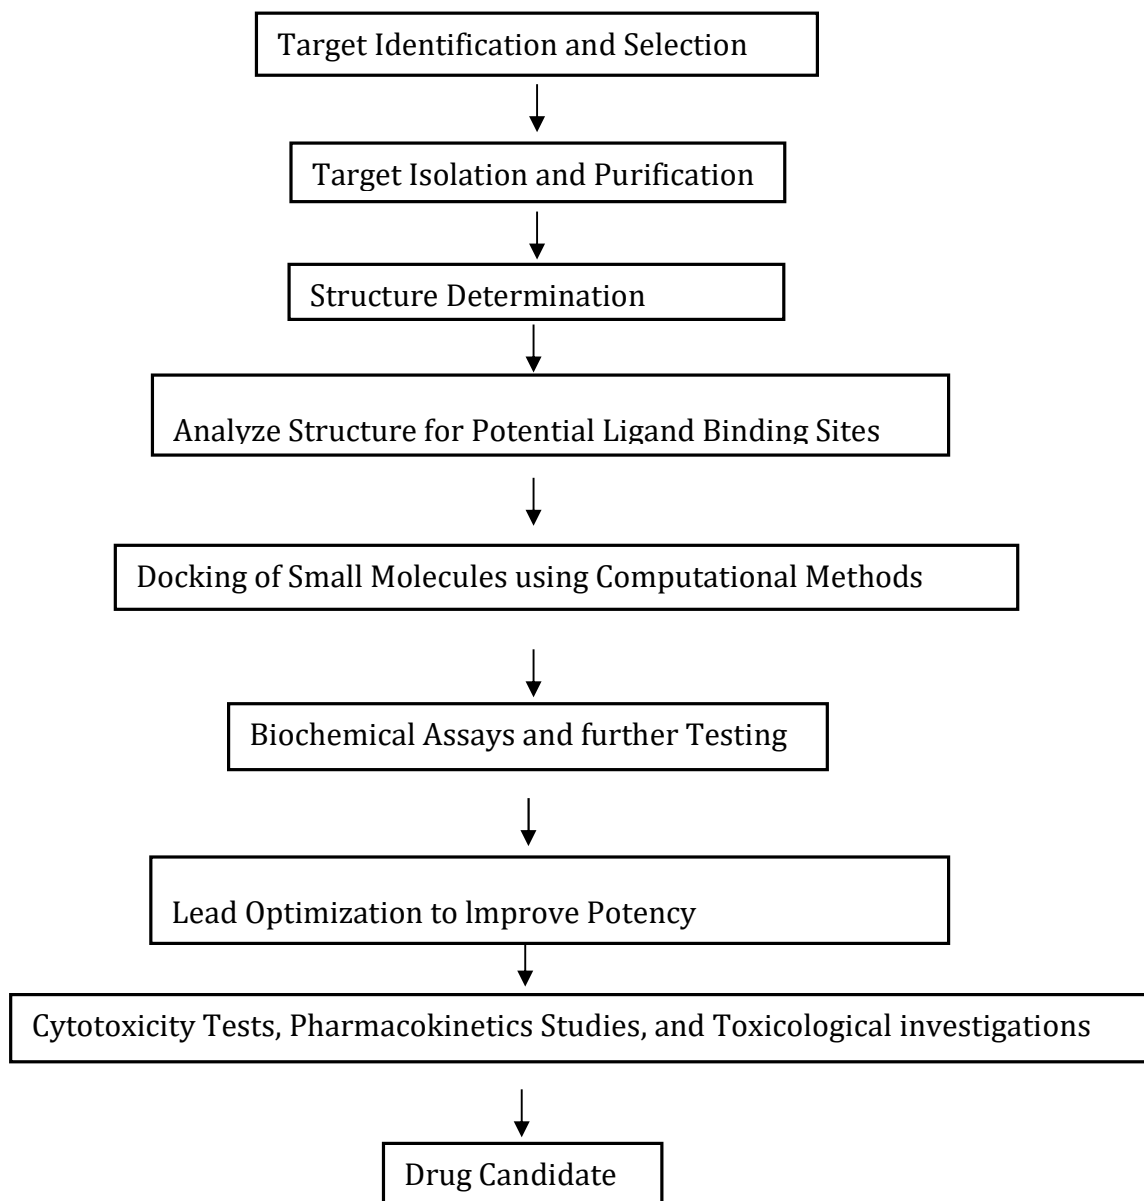 Target Identification and Selection
Target Isolation and Purification
Structure Determination
Analyze Structure for Potential Ligand Binding Sites
Docking of Small Molecules using Computational Methods
Biochemical Assays and further Testing
Lead Optimization to Improve Potency
Cytotoxicity Tests, Pharmacokinetics Studies, and Toxicological investigations
Drug Candidate